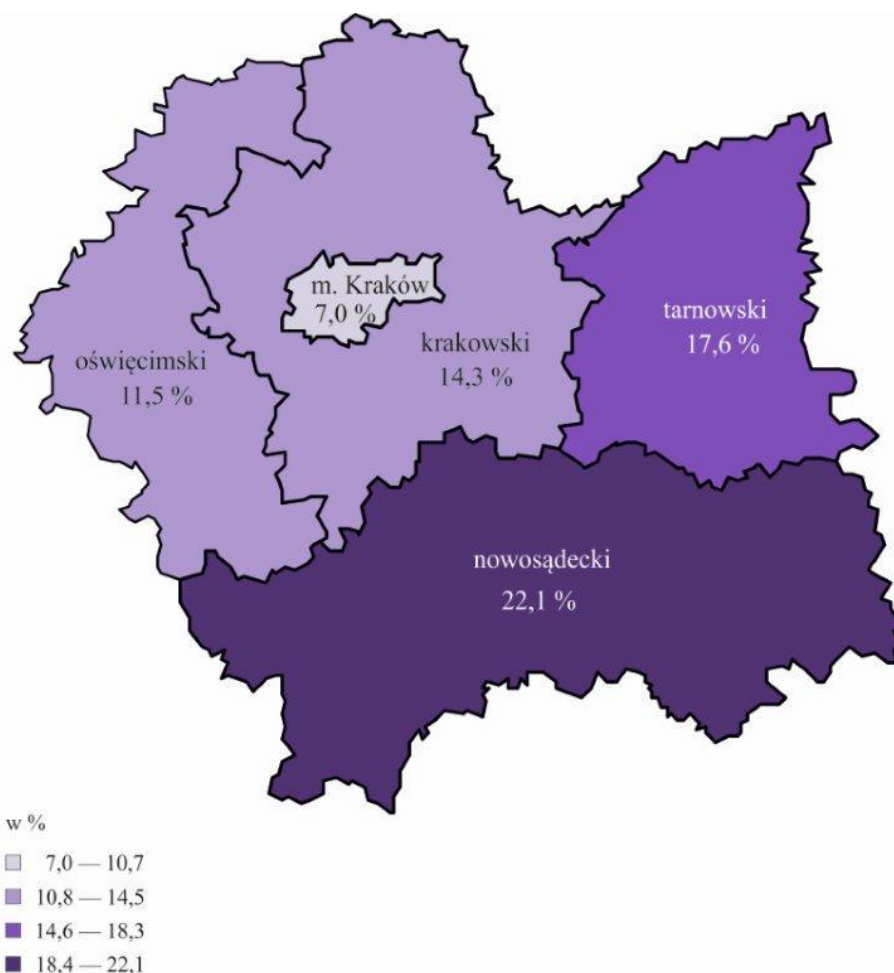 m. Kraków
7,0 %
tarnowski
17,6 %
krakowski
14,3 %
oświęcimski
11,5 %
nowosądecki
22,1 %
w %
7,0 — 10,7
10,8 — 14,5
14,6 — 18,3
18,4 — 22,1